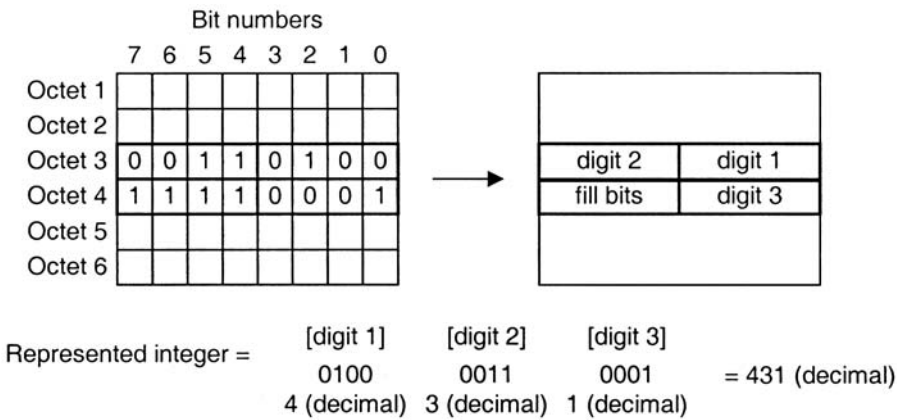 Bit numbers
7 6 5 4 3 2 1 0
Octet 1
Octet 2
Octet 3 0 0 1 1 0 1 0 0 digit 2 digit 1
Octet 4 1 1 1 1 0 0 0 1 fill bits digit 3
Octet 5
Octet 6
[digit 1] [digit 2] [digit 3]
Represented integer =
0100 0011 0001 = 431 (decimal)
4 (decimal) 3 (decimal) 1 (decimal)